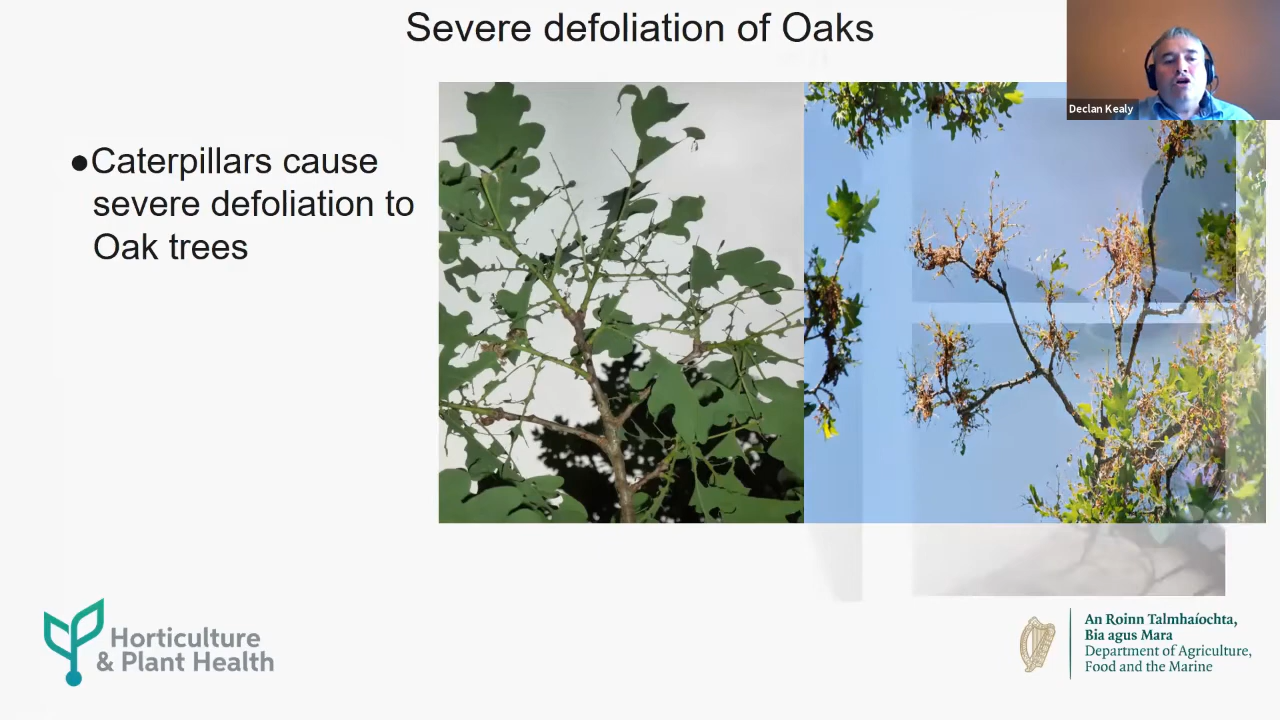 Severe defoliation of Oaks
Declan Kealy
●Caterpillars cause
severe defoliation to
Oak trees
Horticulture
& Plant Health
An Roinn Talmhaíochta,
Bia agus Mara
Department of Agriculture,
Food and the Marine